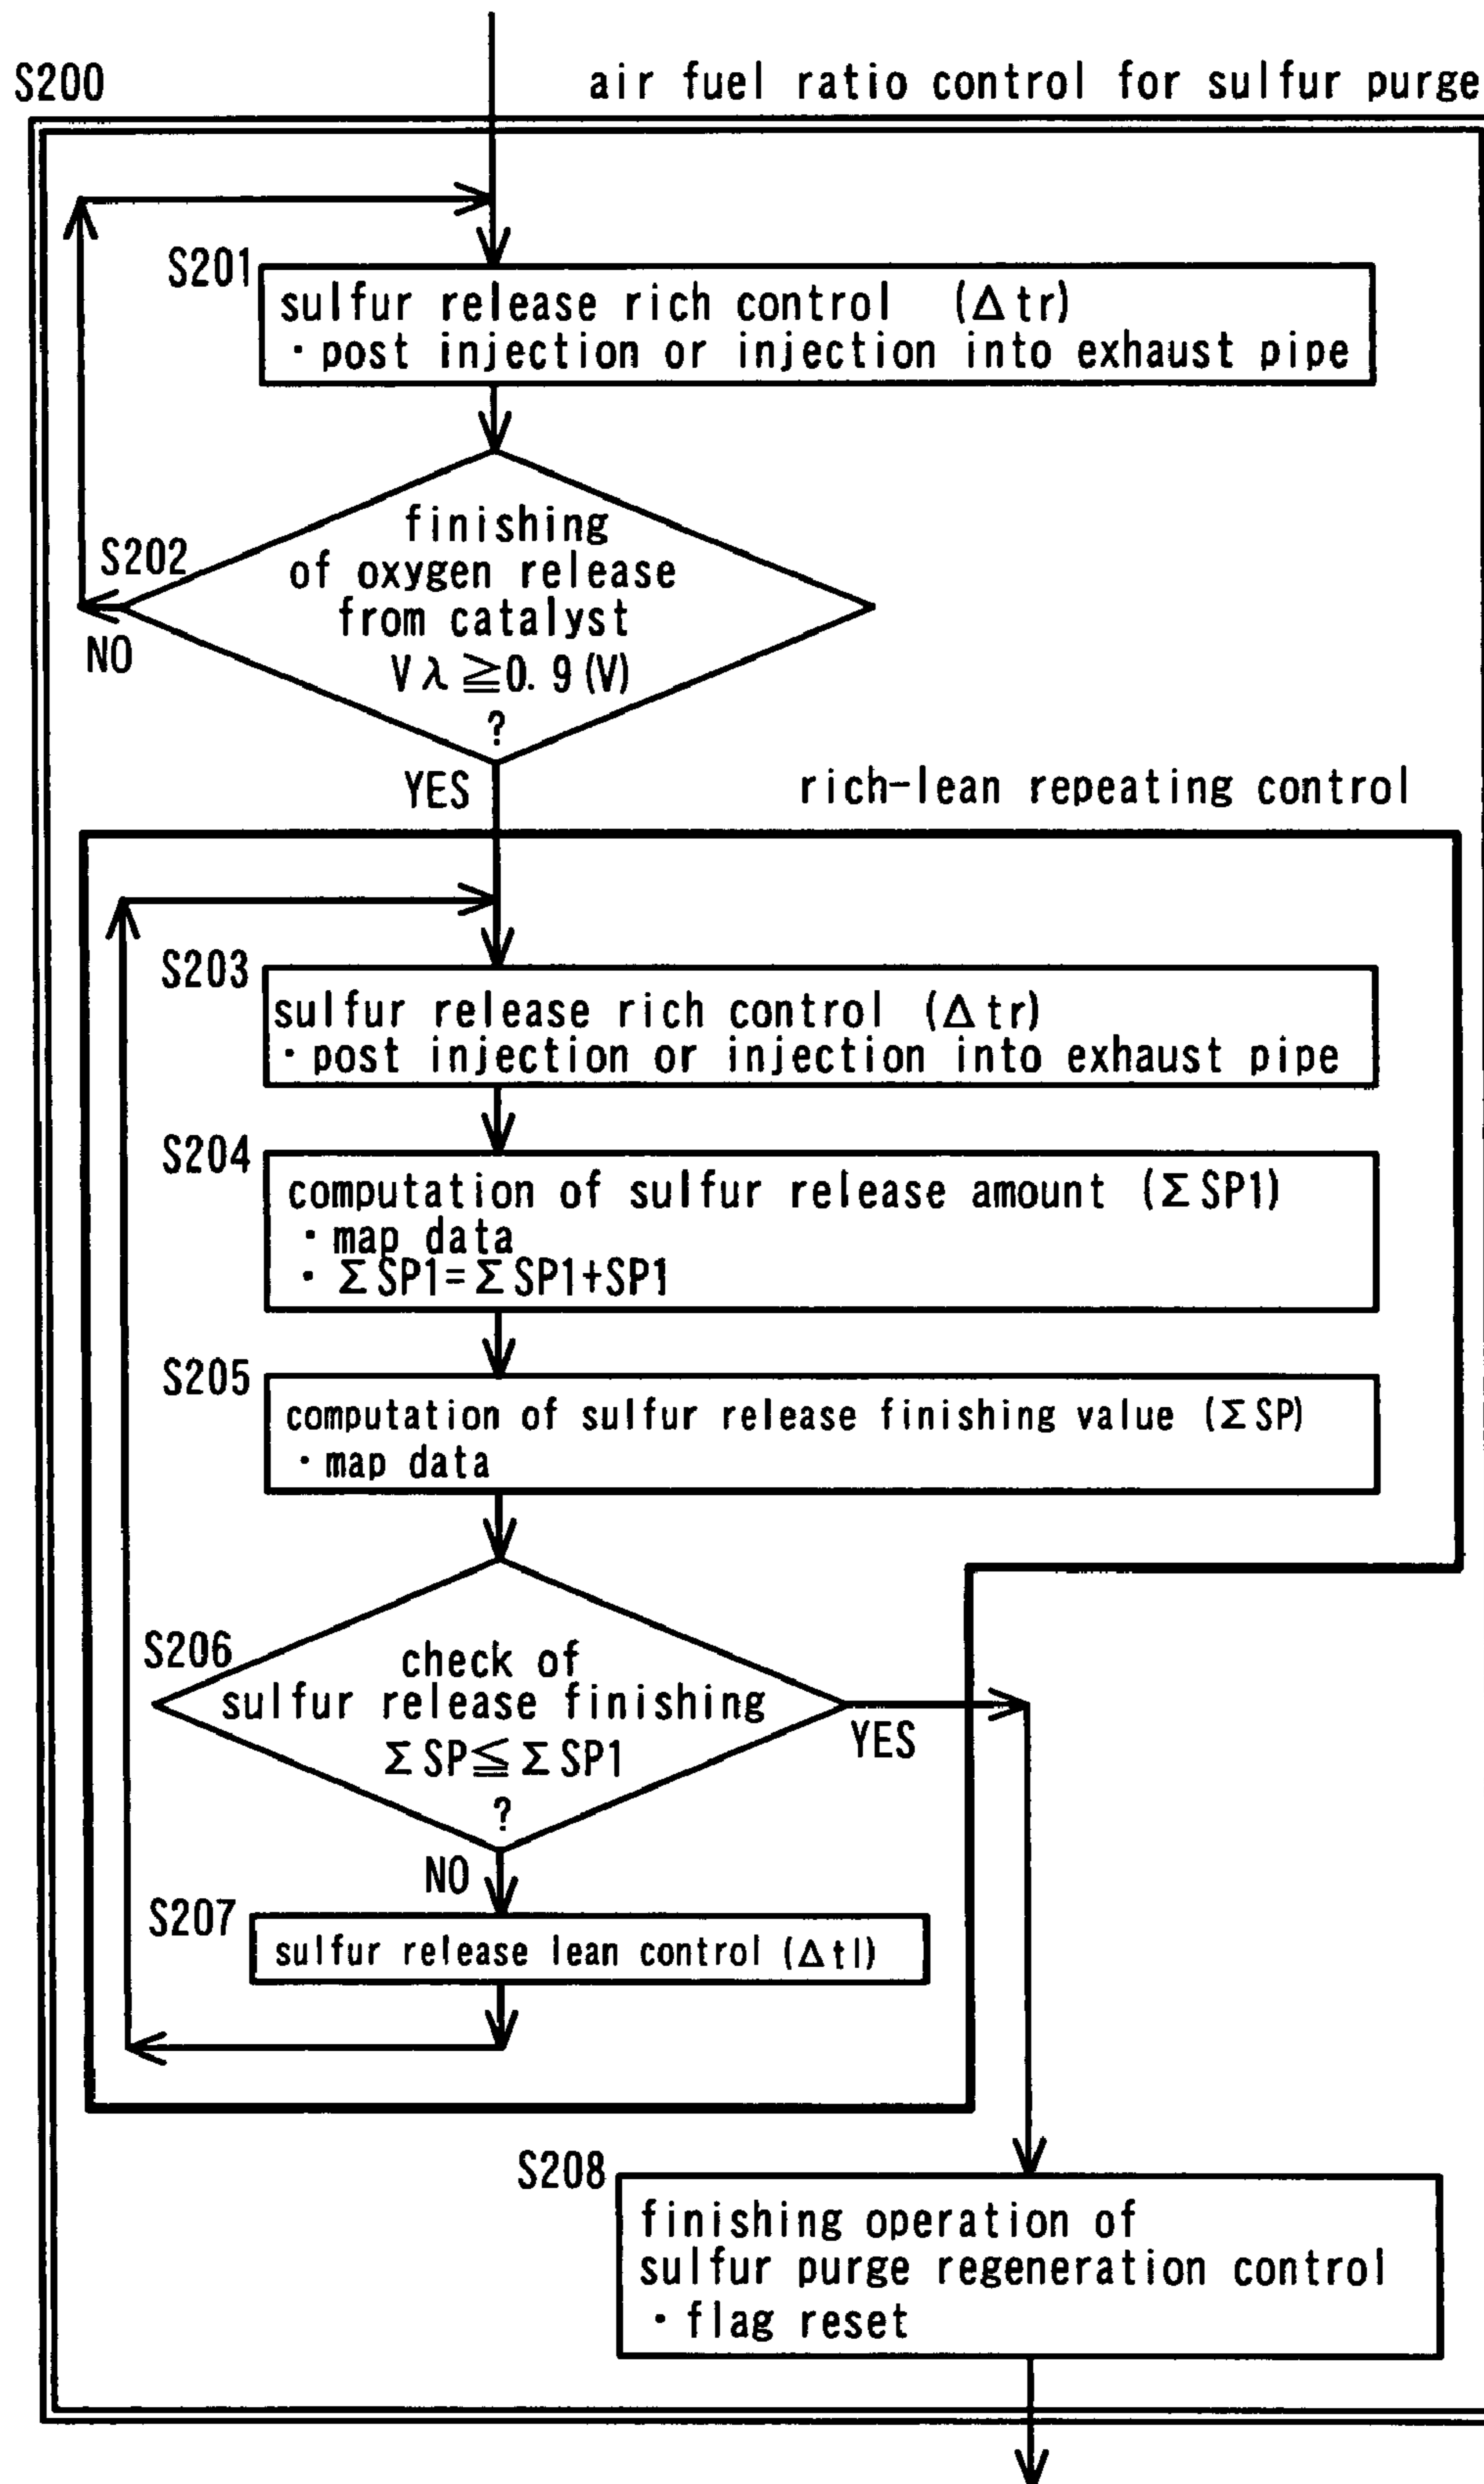 S200
air fuel ratio control for sulfur purge
S201
sulfur release rich control (Δtr)
・post injection or injection into exhaust pipe
S202
finishing
of oxygen release
from catalyst
Vλ≧0.9(V)
?
NO
YES
rich-lean repeating control
S203
sulfur release rich control (Δtr)
・post injection or injection into exhaust pipe
S204
computation of sulfur release amount (ΣSP1)
・map data
・ΣSP1=ΣSP1+SP1
S205
computation of sulfur release finishing value (ΣSP)
・map data
S206
check of
sulfur release finishing
ΣSP≦ΣSP1
?
YES
NO
S207
sulfur release lean control (Δtl)
S208
finishing operation of
sulfur purge regeneration control
・flag reset